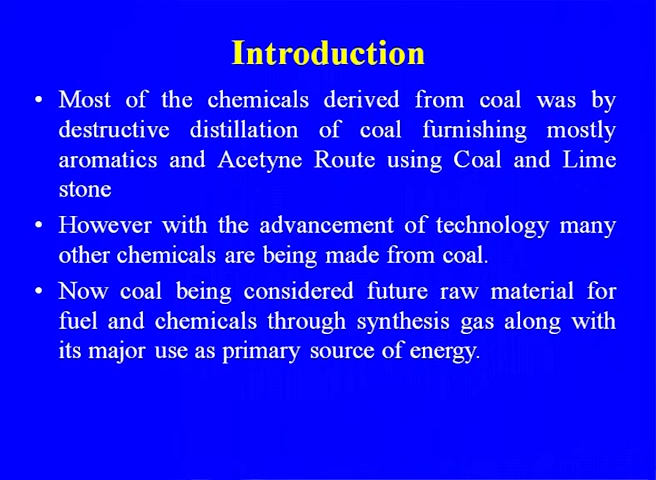 Introduction
• Most of the chemicals derived from coal was by
destructive distillation of coal furnishing mostly
aromatics and Acetyne Route using Coal and Lime
stone
• However with the advancement of technology many
other chemicals are being made from coal.
• Now coal being considered future raw material for
fuel and chemicals through synthesis gas along with
its major use as primary source of energy.